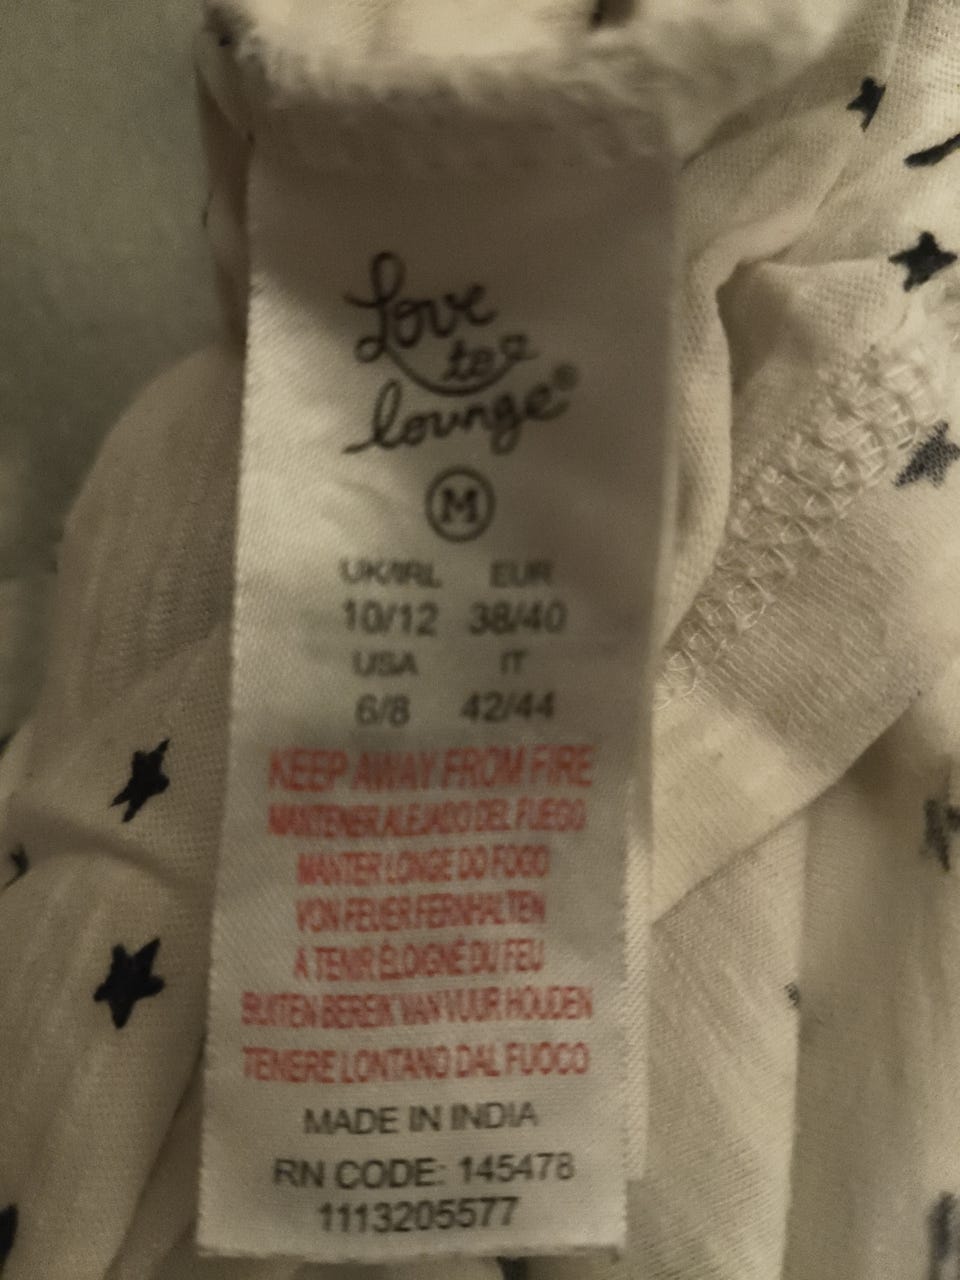 Love
to
lounge®
M
UK/IRL EUR
10/12 38/40
USA IT
6/8 42/44
KEEP AWAY FROM FIRE
MANTENER ALEJADO DEL FUEGO
MANTER LONGE DO FOGO
VON FEUER FERNHALTEN
À TENIR ÉLOIGNÉ DU FEU
BUITEN BEREIK VAN VUUR HOUDEN
TENERE LONTANO DAL FUOCO
MADE IN INDIA
RN CODE: 145478
1113205577